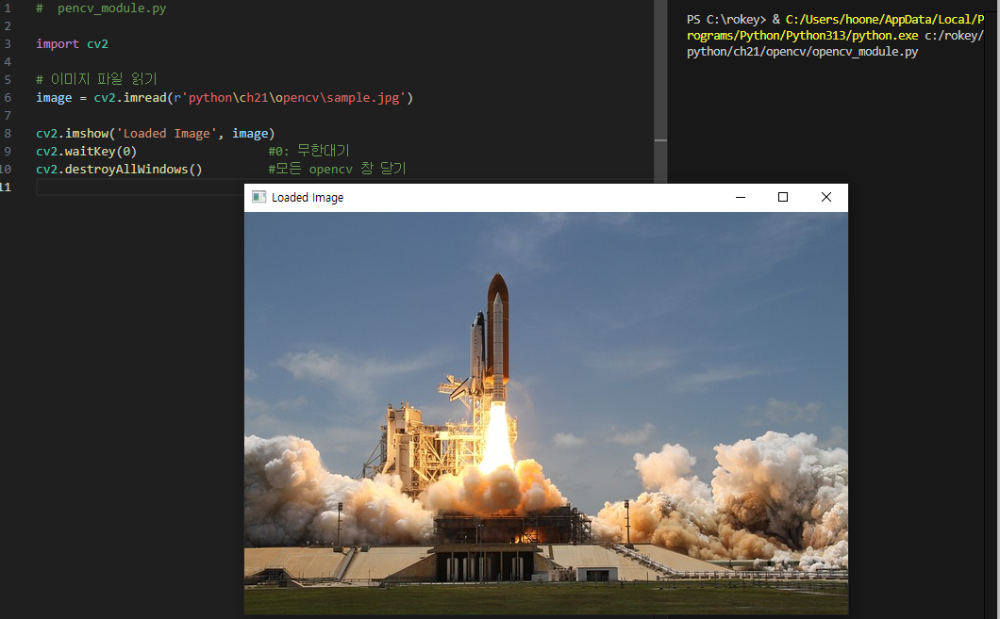 1 #  pencv_module.py
2
3 import cv2
4
5 # 이미지 파일 읽기
6 image = cv2.imread(r'python\ch21\opencv\sample.jpg')
7
8 cv2.imshow('Loaded Image', image)
9 cv2.waitKey(0)                  #0: 무한대기
10 cv2.destroyAllWindows()         #모든 opencv 창 닫기
11
PS C:\rokey> & C:/Users/hoone/AppData/Local/P
rograms/Python/Python313/python.exe c:/rokey/
python/ch21/opencv/opencv_module.py
Loaded Image